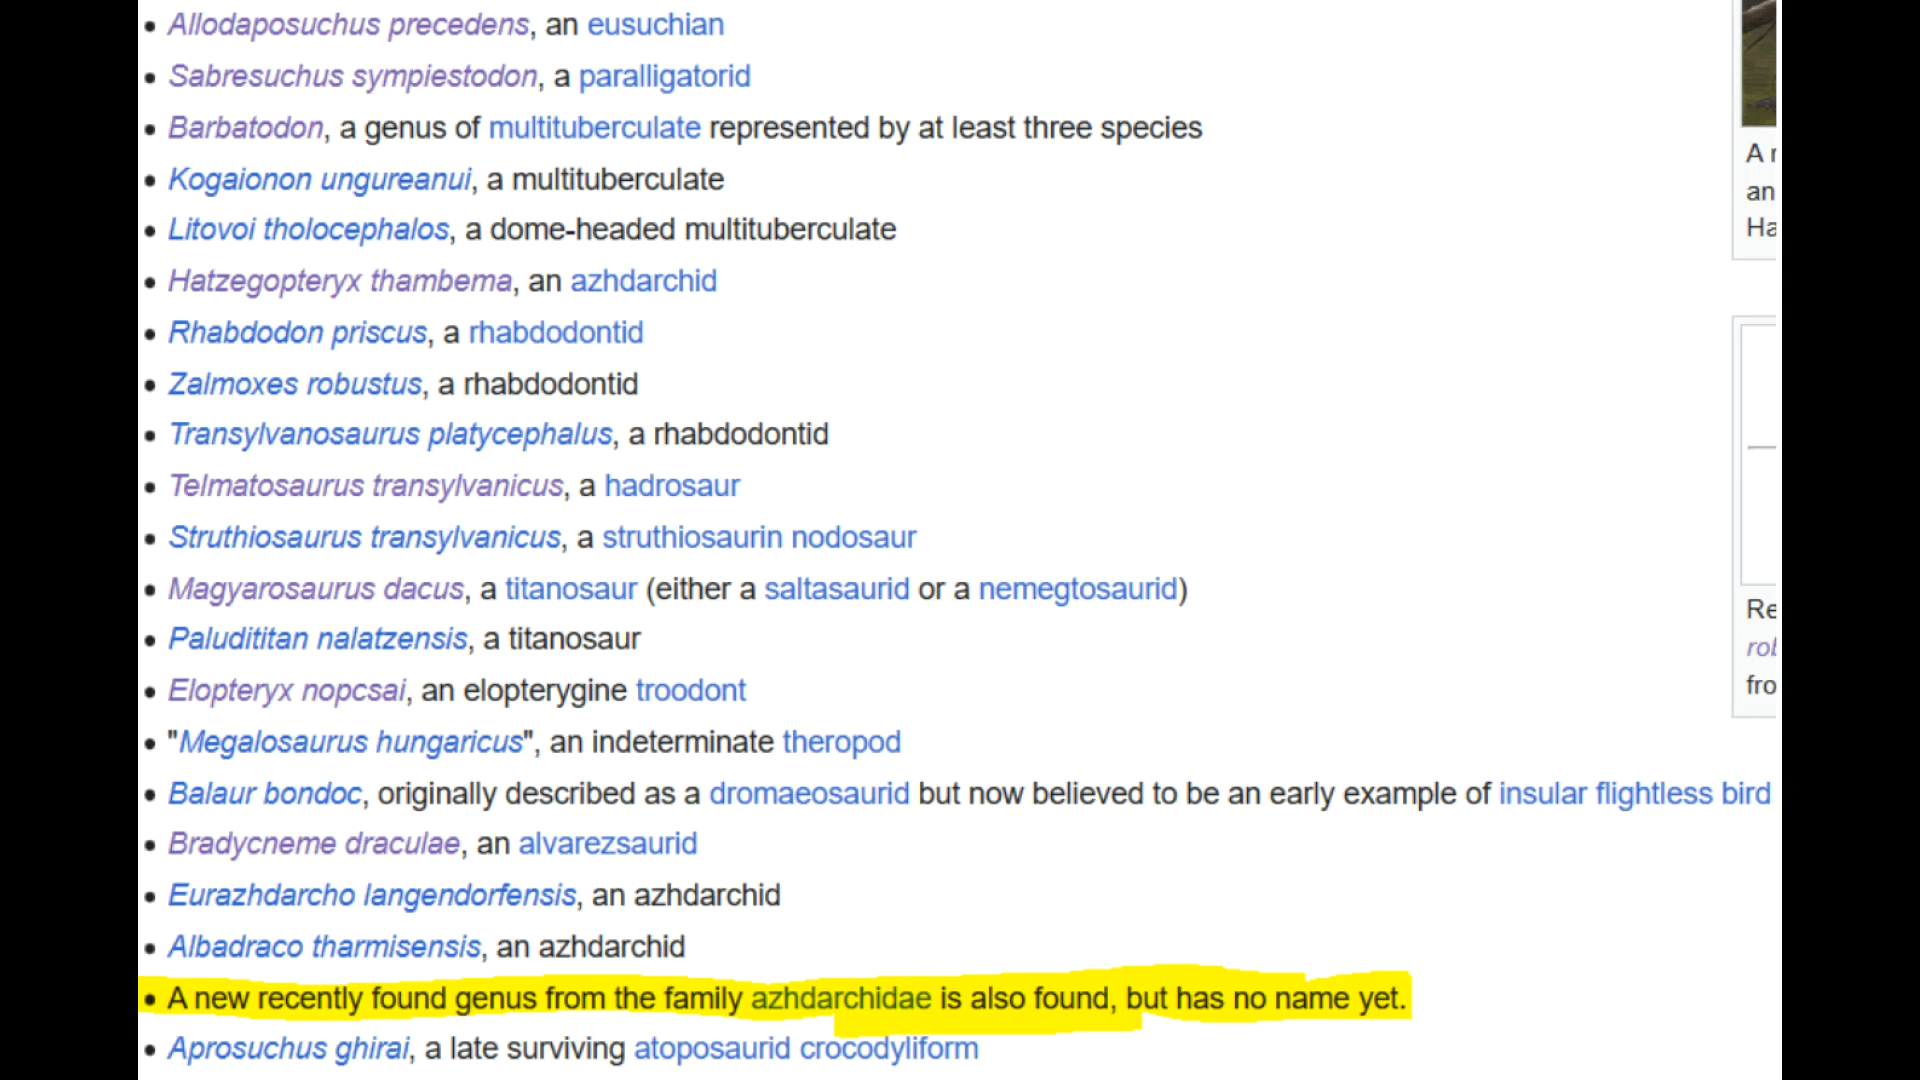 • Allodaposuchus precedens, an eusuchian
• Sabresuchus sympiestodon, a paralligatorid
• Barbatodon, a genus of multituberculate represented by at least three species
• Kogaionon ungureanui, a multituberculate
• Litovoi tholocephalos, a dome-headed multituberculate
• Hatzegopteryx thambema, an azhdarchid
• Rhabdodon priscus, a rhabdodontid
• Zalmoxes robustus, a rhabdodontid
• Transylvanosaurus platycephalus, a rhabdodontid
• Telmatosaurus transylvanicus, a hadrosaur
• Struthiosaurus transylvanicus, a struthiosaurin nodosaur
• Magyarosaurus dacus, a titanosaur (either a saltasaurid or a nemegtosaurid)
• Paludititan nalatzensis, a titanosaur
• Elopteryx nopcsai, an elopterygine troodont
• "Megalosaurus hungaricus", an indeterminate theropod
• Balaur bondoc, originally described as a dromaeosaurid but now believed to be an early example of insular flightless bird
• Bradycneme draculae, an alvarezsaurid
• Eurazhdarcho langendorfensis, an azhdarchid
• Albadraco tharmisensis, an azhdarchid
• A new recently found genus from the family azhdarchidae is also found, but has no name yet.
• Aprosuchus ghirai, a late surviving atoposaurid crocodyliform
A
an
Ha
Re
fro